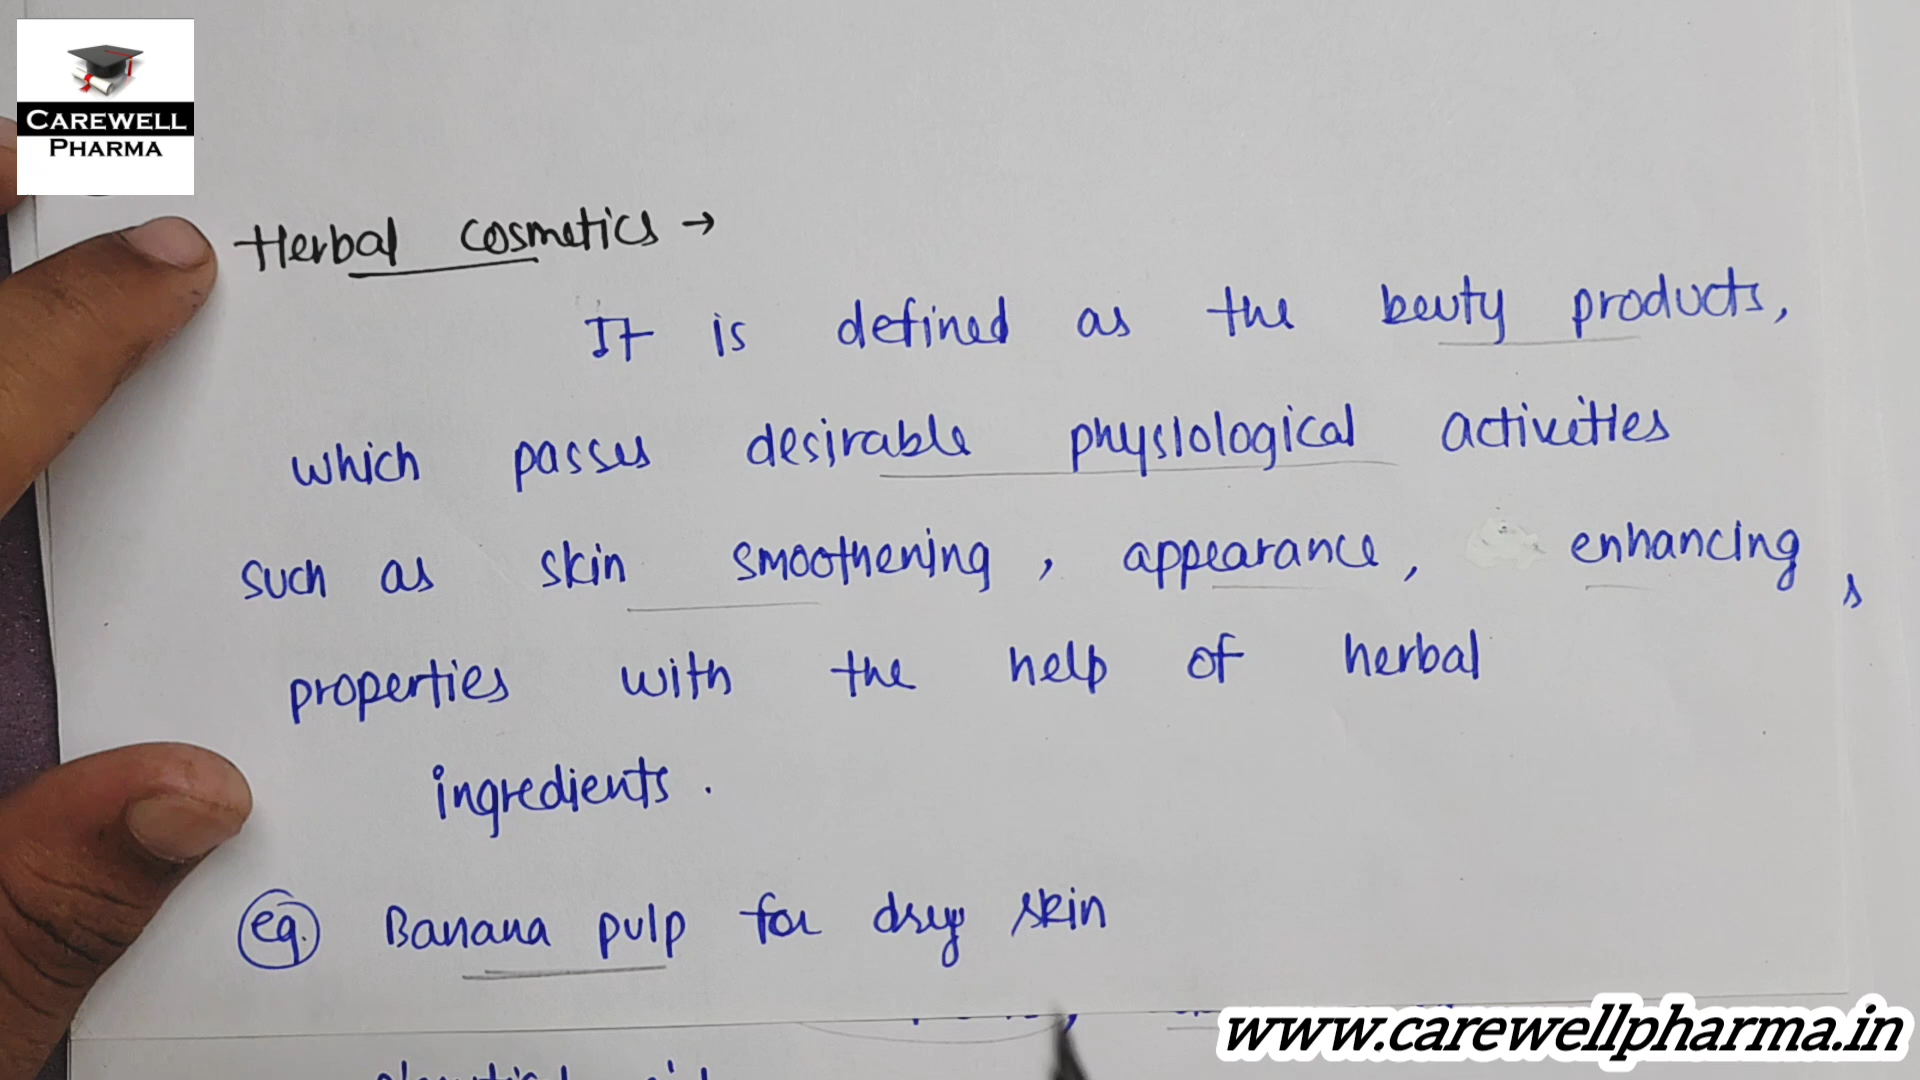 CAREWELL
PHARMA
Herbal cosmetics →
It is defined as the beuty products,
which passes desirable physiological activities
such as skin smoothening, appearance, enhancing,
properties with the help of herbal
ingredients.
eg. Banana pulp for dry skin
www.carewellpharma.in